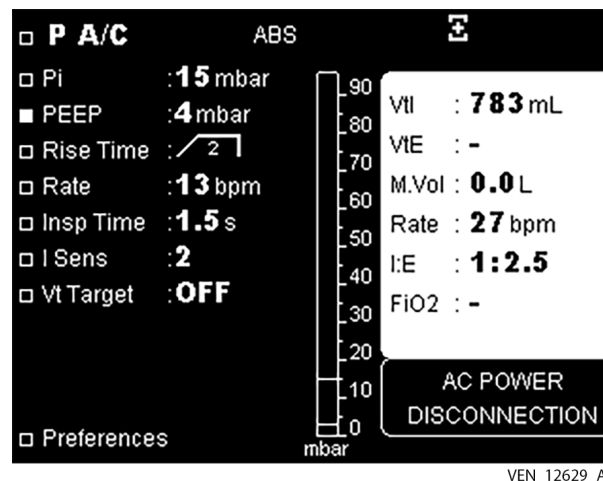 P A/C ABS
Pi :15 mbar
PEEP :4 mbar
Rise Time : 2
Rate :13 bpm
Insp Time :1.5 s
I Sens :2
Vt Target :OFF
Preferences
90
80
70
60
50
40
30
20
10
0
mbar
VtI : 783 mL
VtE : -
M.Vol : 0.0 L
Rate : 27 bpm
I:E : 1:2.5
FiO2 : -
AC POWER
DISCONNECTION
VEN_12629_A